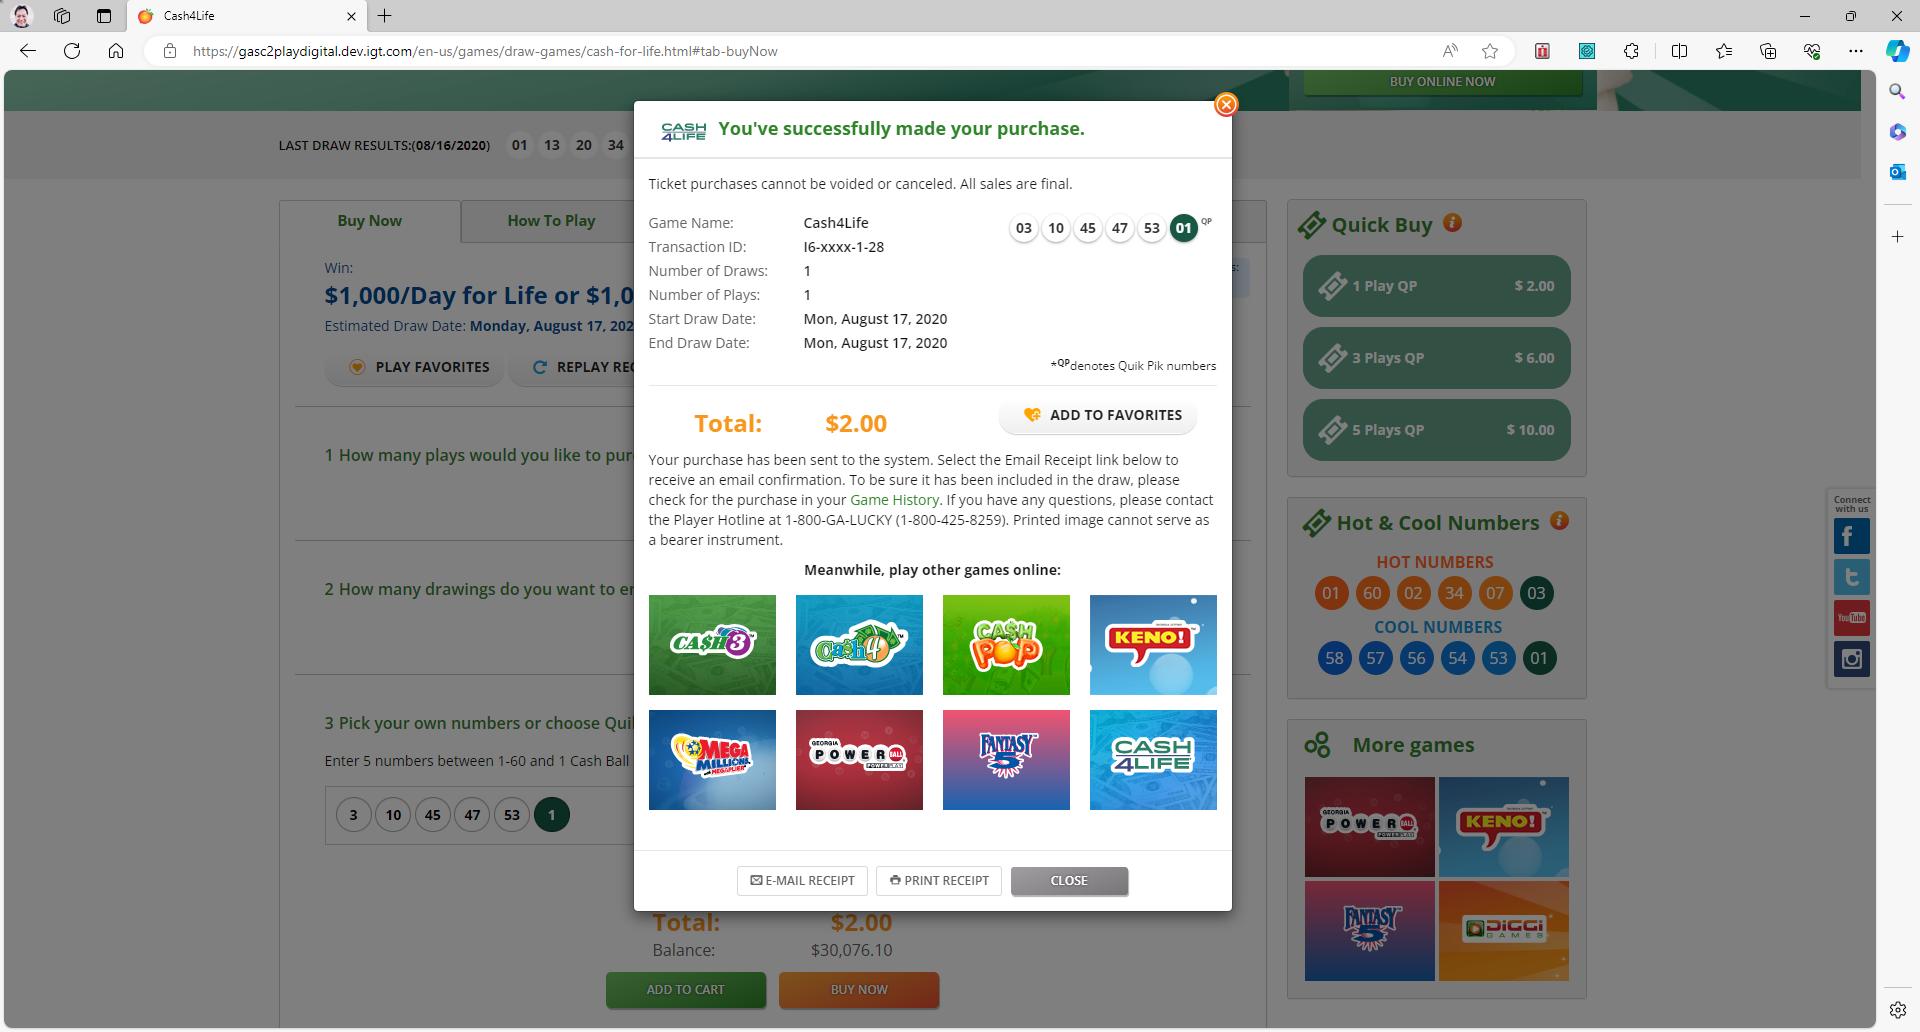 Cash4Life
https://gasc2playdigital.dev.igt.com/en-us/games/draw-games/cash-for-life.html#tab-buyNow
BUY ONLINE NOW
LAST DRAW RESULTS:(08/16/2020) 01 13 20 34
Buy Now
How To Play
Win:
$1,000/Day for Life or $1,0
Estimated Draw Date: Monday, August 17, 202
PLAY FAVORITES
REPLAY REC
1 How many plays would you like to pur
2 How many drawings do you want to en
3 Pick your own numbers or choose Qui
Enter 5 numbers between 1-60 and 1 Cash Ball
3 10 45 47 53 1
Total: $2.00
Balance: $30,076.10
ADD TO CART
BUY NOW
CASH 4LIFE
You've successfully made your purchase.
Ticket purchases cannot be voided or canceled. All sales are final.
Game Name: Cash4Life
03 10 45 47 53 01 QP
Transaction ID: I6-xxxx-1-28
Number of Draws: 1
Number of Plays: 1
Start Draw Date: Mon, August 17, 2020
End Draw Date: Mon, August 17, 2020
*QPdenotes Quik Pik numbers
Total: $2.00
ADD TO FAVORITES
Your purchase has been sent to the system. Select the Email Receipt link below to
receive an email confirmation. To be sure it has been included in the draw, please
check for the purchase in your Game History. If you have any questions, please contact
the Player Hotline at 1-800-GA-LUCKY (1-800-425-8259). Printed image cannot serve as
a bearer instrument.
Meanwhile, play other games online:
CA$H 3
Cash 4
CA$H POP
KENO!
MEGA MILLIONS
GEORGIA POWERBALL POWERPLAY
FANTASY 5
CASH 4LIFE
E-MAIL RECEIPT
PRINT RECEIPT
CLOSE
s:
Quick Buy
1 Play QP $ 2.00
3 Plays QP $ 6.00
5 Plays QP $ 10.00
Hot & Cool Numbers
HOT NUMBERS
01 60 02 34 07 03
COOL NUMBERS
58 57 56 54 53 01
More games
GEORGIA POWERBALL POWERPLAY
KENO!
FANTASY 5
DiGGi GAMES
Connect
with us
YouTube